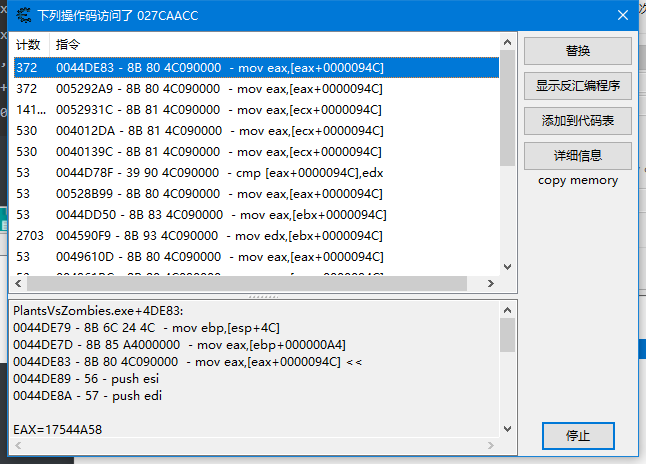 下列操作码访问了 027CAACC
计数 指令
372 0044DE83 - 8B 80 4C090000 - mov eax,[eax+0000094C]
372 005292A9 - 8B 80 4C090000 - mov eax,[eax+0000094C]
141... 0052931C - 8B 81 4C090000 - mov eax,[ecx+0000094C]
530 004012DA - 8B 81 4C090000 - mov eax,[ecx+0000094C]
530 0040139C - 8B 81 4C090000 - mov eax,[ecx+0000094C]
53 0044D78F - 39 90 4C090000 - cmp [eax+0000094C],edx
53 00528B99 - 8B 80 4C090000 - mov eax,[eax+0000094C]
53 0044DD50 - 8B 83 4C090000 - mov eax,[ebx+0000094C]
2703 004590F9 - 8B 93 4C090000 - mov edx,[ebx+0000094C]
53 0049610D - 8B 80 4C090000 - mov eax,[eax+0000094C]
替换
显示反汇编程序
添加到代码表
详细信息
copy memory
PlantsVsZombies.exe+4DE83:
0044DE79 - 8B 6C 24 4C - mov ebp,[esp+4C]
0044DE7D - 8B 85 A4000000 - mov eax,[ebp+000000A4]
0044DE83 - 8B 80 4C090000 - mov eax,[eax+0000094C] <<
0044DE89 - 56 - push esi
0044DE8A - 57 - push edi
EAX=17544A58
停止